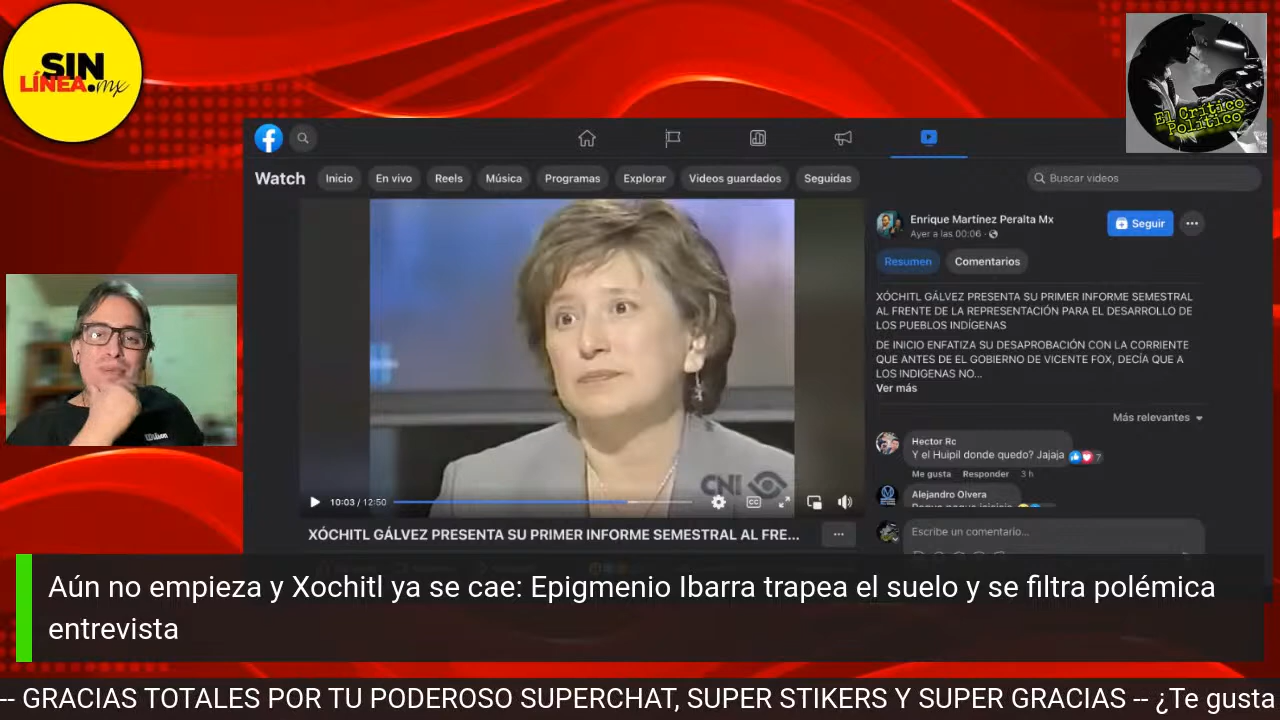 SIN
LÍNEA.mx
El Crítico
Político
Watch
Inicio
En vivo
Reels
Música
Programas
Explorar
Videos guardados
Seguidas
Buscar videos
Enrique Martínez Peralta Mx
Ayer a las 00:06
Seguir
Resumen
Comentarios
XÓCHITL GÁLVEZ PRESENTA SU PRIMER INFORME SEMESTRAL
AL FRENTE DE LA REPRESENTACIÓN PARA EL DESARROLLO DE
LOS PUEBLOS INDÍGENAS
DE INICIO ENFATIZA SU DESAPROBACIÓN CON LA CORRIENTE
QUE ANTES DE EL GOBIERNO DE VICENTE FOX, DECÍA QUE A
LOS INDIGENAS NO...
Ver más
Más relevantes
Hector Rc
Y el Huipil donde quedo? Jajaja
7
Me gusta Responder 3 h
Alejandro Olvera
Escribe un comentario...
Wilson
CNI
10:03 / 12:50
CC
XÓCHITL GÁLVEZ PRESENTA SU PRIMER INFORME SEMESTRAL AL FRE...
Aún no empieza y Xochitl ya se cae: Epigmenio Ibarra trapea el suelo y se filtra polémica
entrevista
-- GRACIAS TOTALES POR TU PODEROSO SUPERCHAT, SUPER STIKERS Y SUPER GRACIAS -- ¿Te gusta